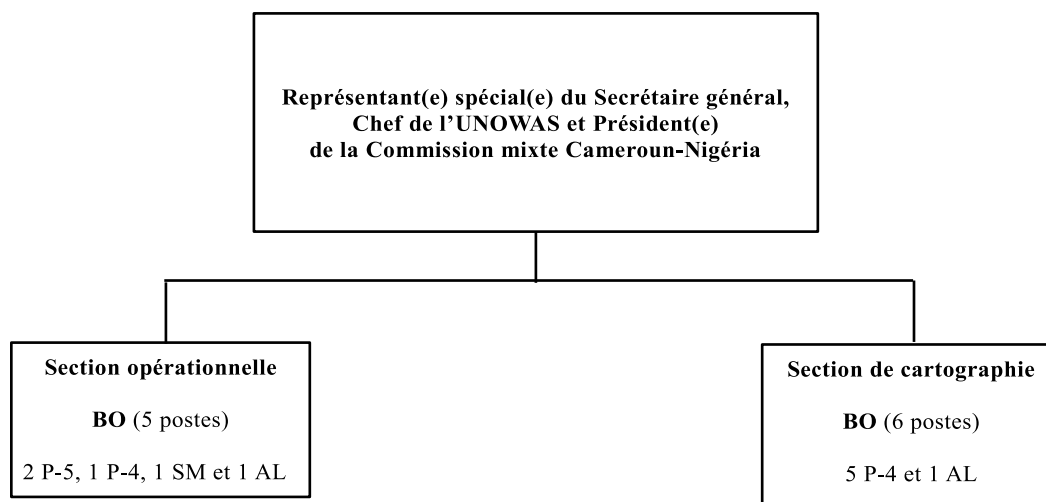 Représentant(e) spécial(e) du Secrétaire général,
Chef de l’UNOWAS et Président(e)
de la Commission mixte Cameroun-Nigéria
Section opérationnelle
BO (5 postes)
2 P-5, 1 P-4, 1 SM et 1 AL
Section de cartographie
BO (6 postes)
5 P-4 et 1 AL